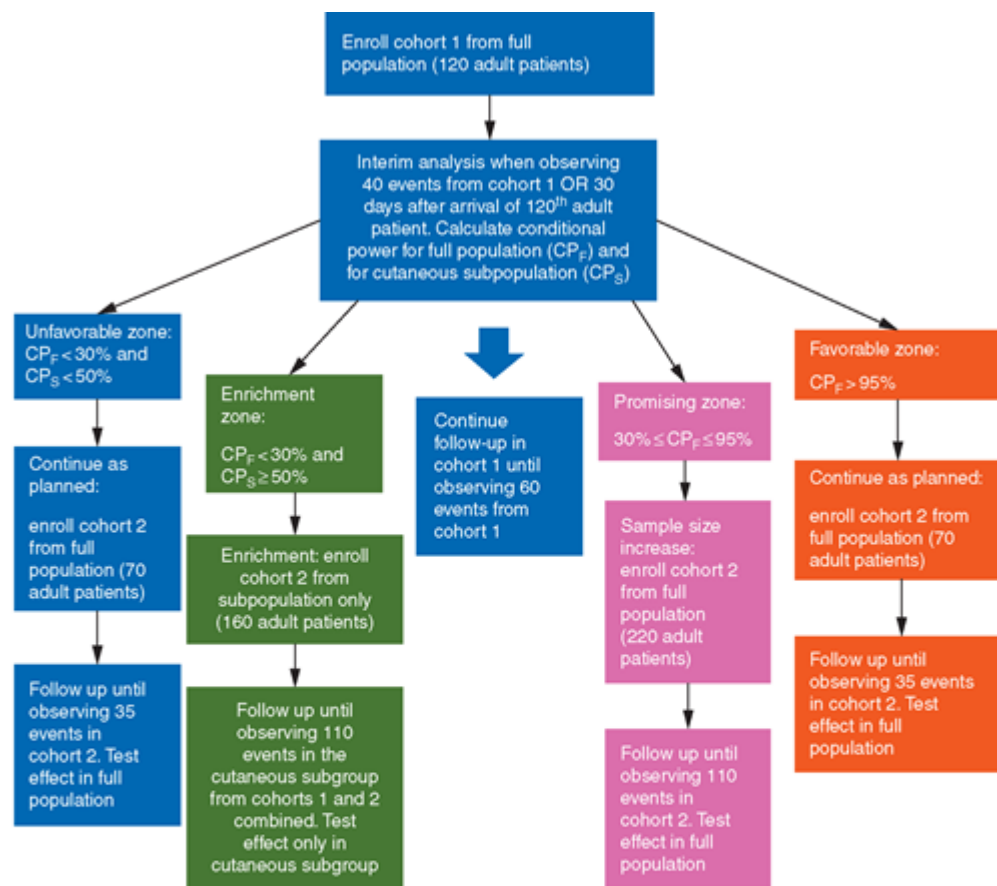 Enroll cohort 1 from full
population (120 adult patients)
Interim analysis when observing
40 events from cohort 1 OR 30
days after arrival of 120th adult
patient. Calculate conditional
power for full population (CPF) and
for cutaneous subpopulation (CPS)
Unfavorable zone:
CPF < 30% and
CPS < 50%
Continue as
planned:
enroll cohort 2
from full
population (70
adult patients)
Follow up until
observing 35
events in
cohort 2. Test
effect in full
population
Enrichment
zone:
CPF < 30% and
CPS ≥ 50%
Enrichment: enroll
cohort 2 from
subpopulation only
(160 adult patients)
Follow up until
observing 110
events in the
cutaneous subgroup
from cohorts 1 and 2
combined. Test
effect only in
cutaneous subgroup
Continue
follow-up in
cohort 1 until
observing 60
events from
cohort 1
Promising zone:
30% ≤ CPF ≤ 95%
Sample size
increase:
enroll cohort 2
from full
population
(220 adult
patients)
Follow up until
observing 110
events in
cohort 2. Test
effect in full
population
Favorable zone:
CPF > 95%
Continue as planned:
enroll cohort 2 from
full population (70
adult patients)
Follow up until
observing 35 events
in cohort 2. Test
effect in full
population